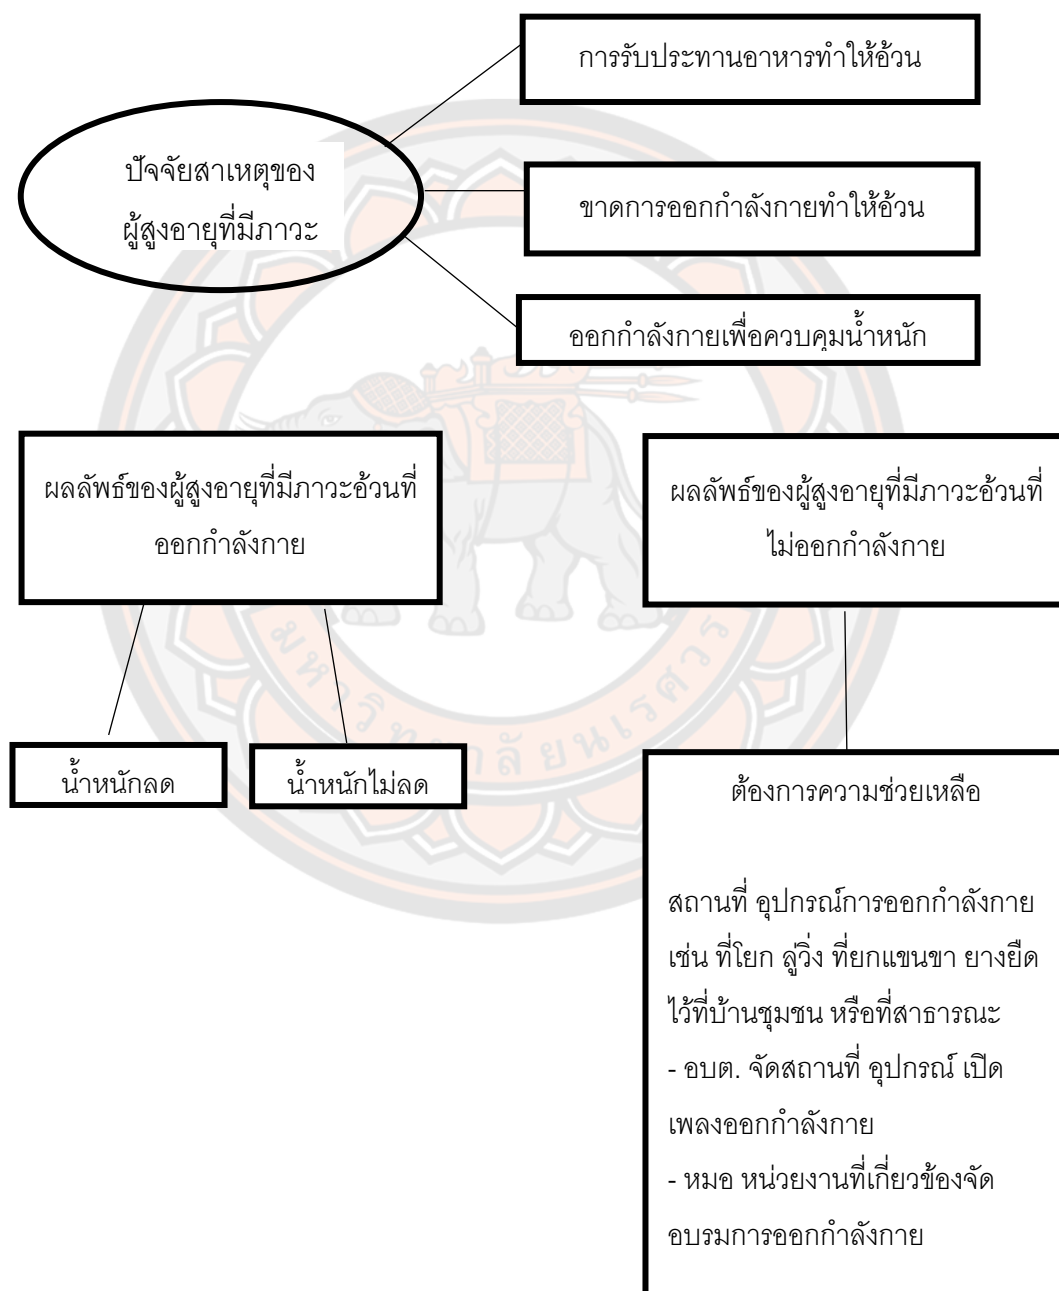 การรับประทานอาหารทำให้อ้วน
ปัจจัยสาเหตุของ
ผู้สูงอายุที่มีภาวะ
ขาดการออกกำลังกายทำให้อ้วน
ออกกำลังกายเพื่อควบคุมน้ำหนัก
ผลลัพธ์ของผู้สูงอายุที่มีภาวะอ้วนที่
ออกกำลังกาย
ผลลัพธ์ของผู้สูงอายุที่มีภาวะอ้วนที่
ไม่ออกกำลังกาย
มหาวิทยาลัยนเรศวร
น้ำหนักลด
น้ำหนักไม่ลด
ต้องการความช่วยเหลือ
สถานที่ อุปกรณ์การออกกำลังกาย
เช่น ที่โยก ลู่วิ่ง ที่ยกแขนขา ยางยืด
ไว้ที่บ้านชุมชน หรือที่สาธารณะ
- อบต. จัดสถานที่ อุปกรณ์ เปิด
เพลงออกกำลังกาย
- หมอ หน่วยงานที่เกี่ยวข้องจัด
อบรมการออกกำลังกาย